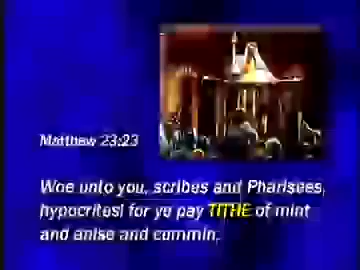 Matthew 23:23
Woe unto you, scribes and Pharisees,
hypocrites! for ye pay TITHE of mint
and anise and cummin,